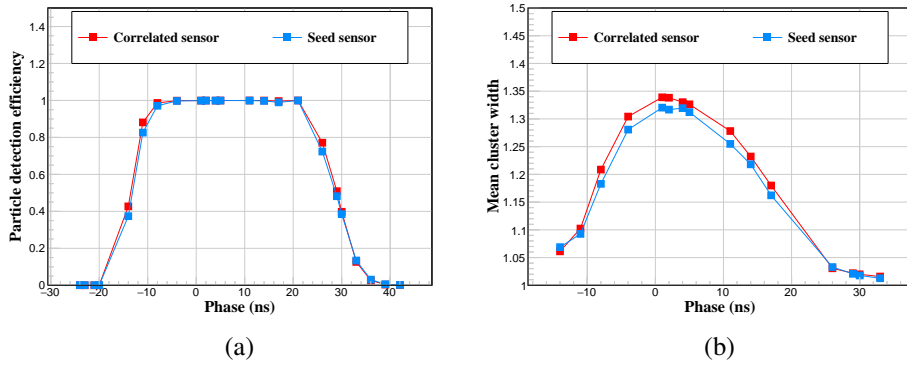 Correlated sensor Seed sensor
Particle detection efficiency
1.4
1.2
1
0.8
0.6
0.4
0.2
0
−30 −20 −10 0 10 20 30 40
Phase (ns)
(a)
Correlated sensor Seed sensor
Mean cluster width
1.5
1.45
1.4
1.35
1.3
1.25
1.2
1.15
1.1
1.05
1
−10 0 10 20 30
Phase (ns)
(b)